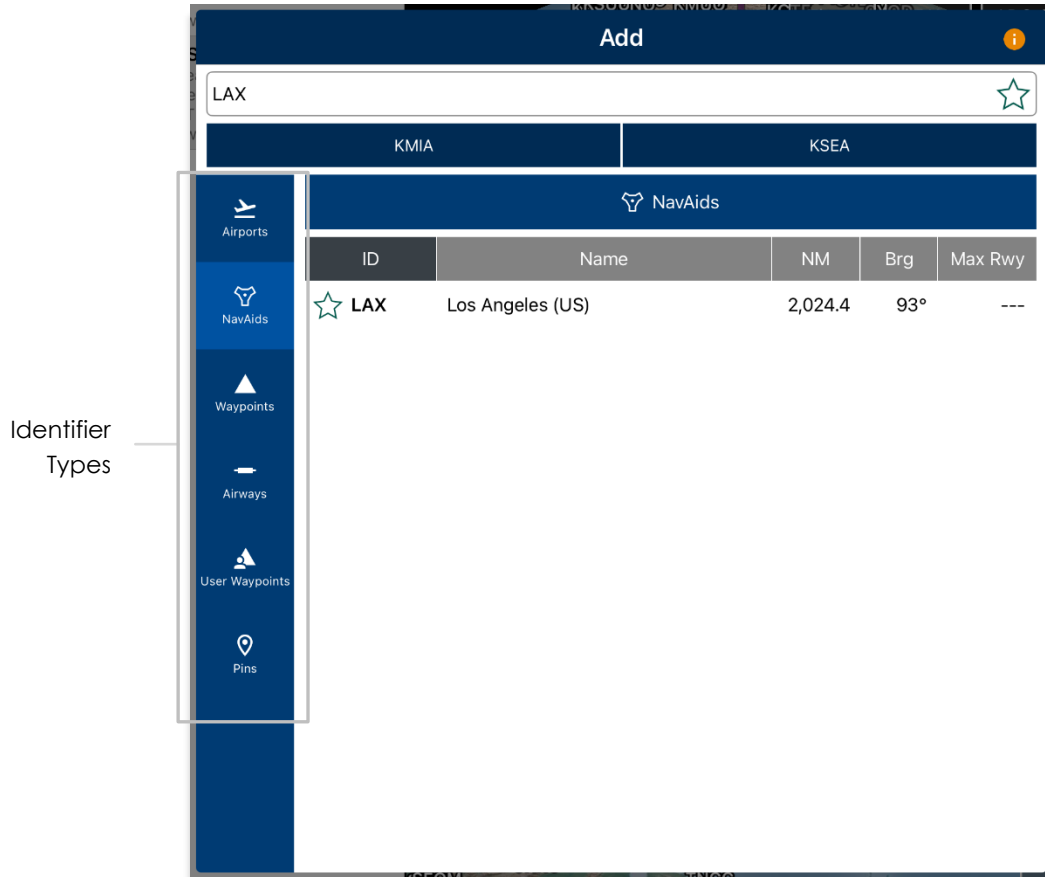 Add
LAX
KMIA KSEA
Airports
NavAids
ID Name NM Brg Max Rwy
NavAids
LAX Los Angeles (US) 2,024.4 93° ---
Waypoints
Identifier
Types
Airways
User Waypoints
Pins